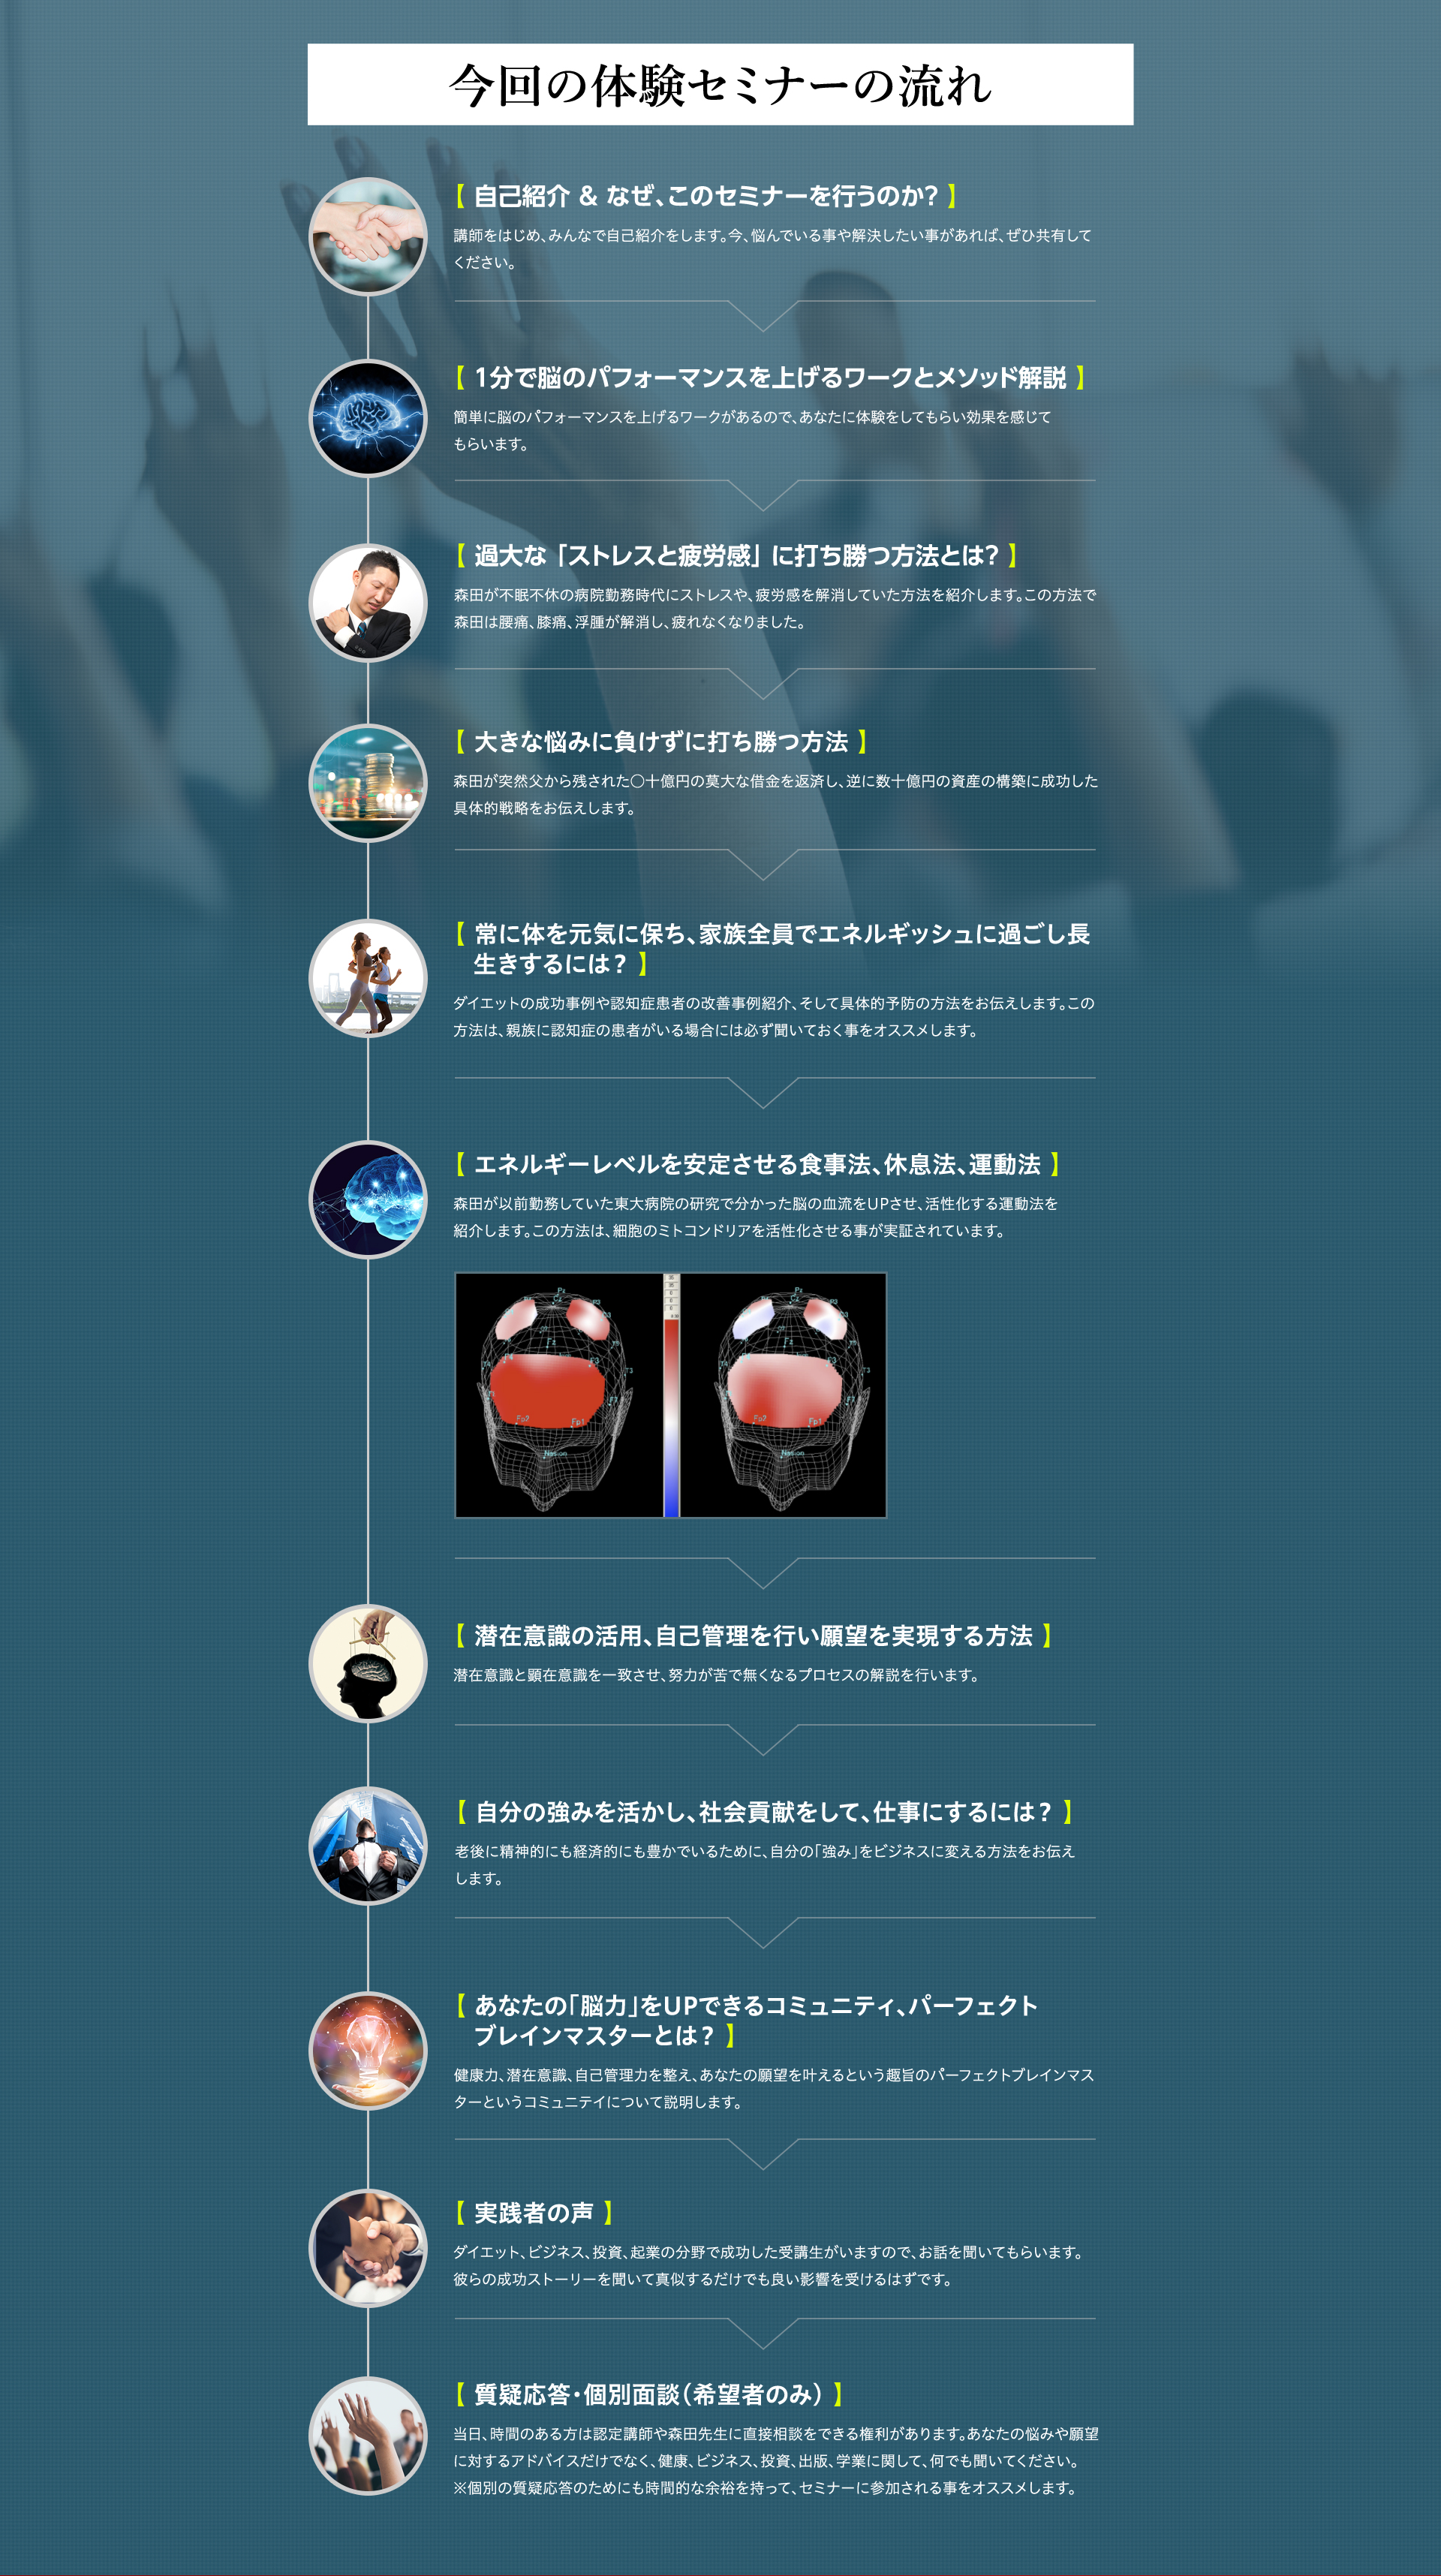 今回の体験セミナーの流れ
【 自己紹介 & なぜ、このセミナーを行うのか? 】
講師をはじめ、みんなで自己紹介をします。今、悩んでいる事や解決したい事があれば、ぜひ共有して
ください。
【 1分で脳のパフォーマンスを上げるワークとメソッド解説 】
簡単に脳のパフォーマンスを上げるワークがあるので、あなたに体験をしてもらい効果を感じて
もらいます。
【 過大な「ストレスと疲労感」に打ち勝つ方法とは? 】
森田が不眠不休の病院勤務時代にストレスや、疲労感を解消していた方法を紹介します。この方法で
森田は腰痛、膝痛、浮腫が解消し、疲れなくなりました。
【 大きな悩みに負けずに打ち勝つ方法 】
森田が突然父から残された〇十億円の莫大な借金を返済し、逆に数十億円の資産の構築に成功した
具体的戦略をお伝えします。
【 常に体を元気に保ち、家族全員でエネルギッシュに過ごし長
生きするには？ 】
ダイエットの成功事例や認知症患者の改善事例紹介、そして具体的予防の方法をお伝えします。この
方法は、親族に認知症の患者がいる場合には必ず聞いておく事をオススメします。
【 エネルギーレベルを安定させる食事法、休息法、運動法 】
森田が以前勤務していた東大病院の研究で分かった脳の血流をUPさせ、活性化する運動法を
紹介します。この方法は、細胞のミトコンドリアを活性化させる事が実証されています。
【 潜在意識の活用、自己管理を行い願望を実現する方法 】
潜在意識と顕在意識を一致させ、努力が苦で無くなるプロセスの解説を行います。
【 自分の強みを活かし、社会貢献をして、仕事にするには？ 】
老後に精神的にも経済的にも豊かでいるために、自分の「強み」をビジネスに変える方法をお伝え
します。
【 あなたの「脳力」をUPできるコミュニティ、パーフェクト
ブレインマスターとは？ 】
健康力、潜在意識、自己管理力を整え、あなたの願望を叶えるという趣旨のパーフェクトブレインマス
ターというコミュニテイについて説明します。
【 実践者の声 】
ダイエット、ビジネス、投資、起業の分野で成功した受講生がいますので、お話を聞いてもらいます。
彼らの成功ストーリーを聞いて真似するだけでも良い影響を受けるはずです。
【 質疑応答・個別面談(希望者のみ) 】
当日、時間のある方は認定講師や森田先生に直接相談をできる権利があります。あなたの悩みや願望
に対するアドバイスだけでなく、健康、ビジネス、投資、出版、学業に関して、何でも聞いてください。
※個別の質疑応答のためにも時間的な余裕を持って、セミナーに参加される事をオススメします。